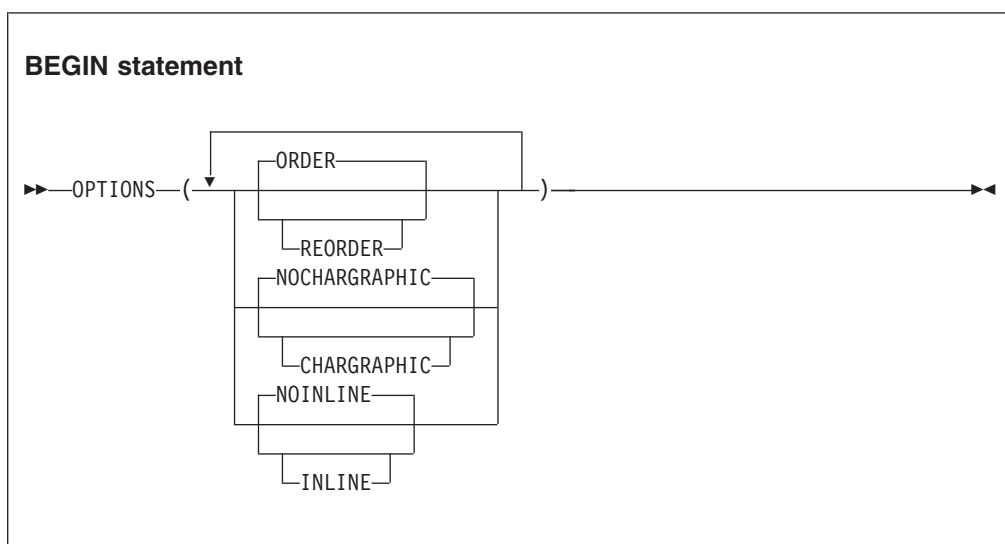 BEGIN statement
ORDER
OPTIONS ( )
REORDER
NOCHARGRAPHIC
CHARGRAPHIC
NOINLINE
INLINE